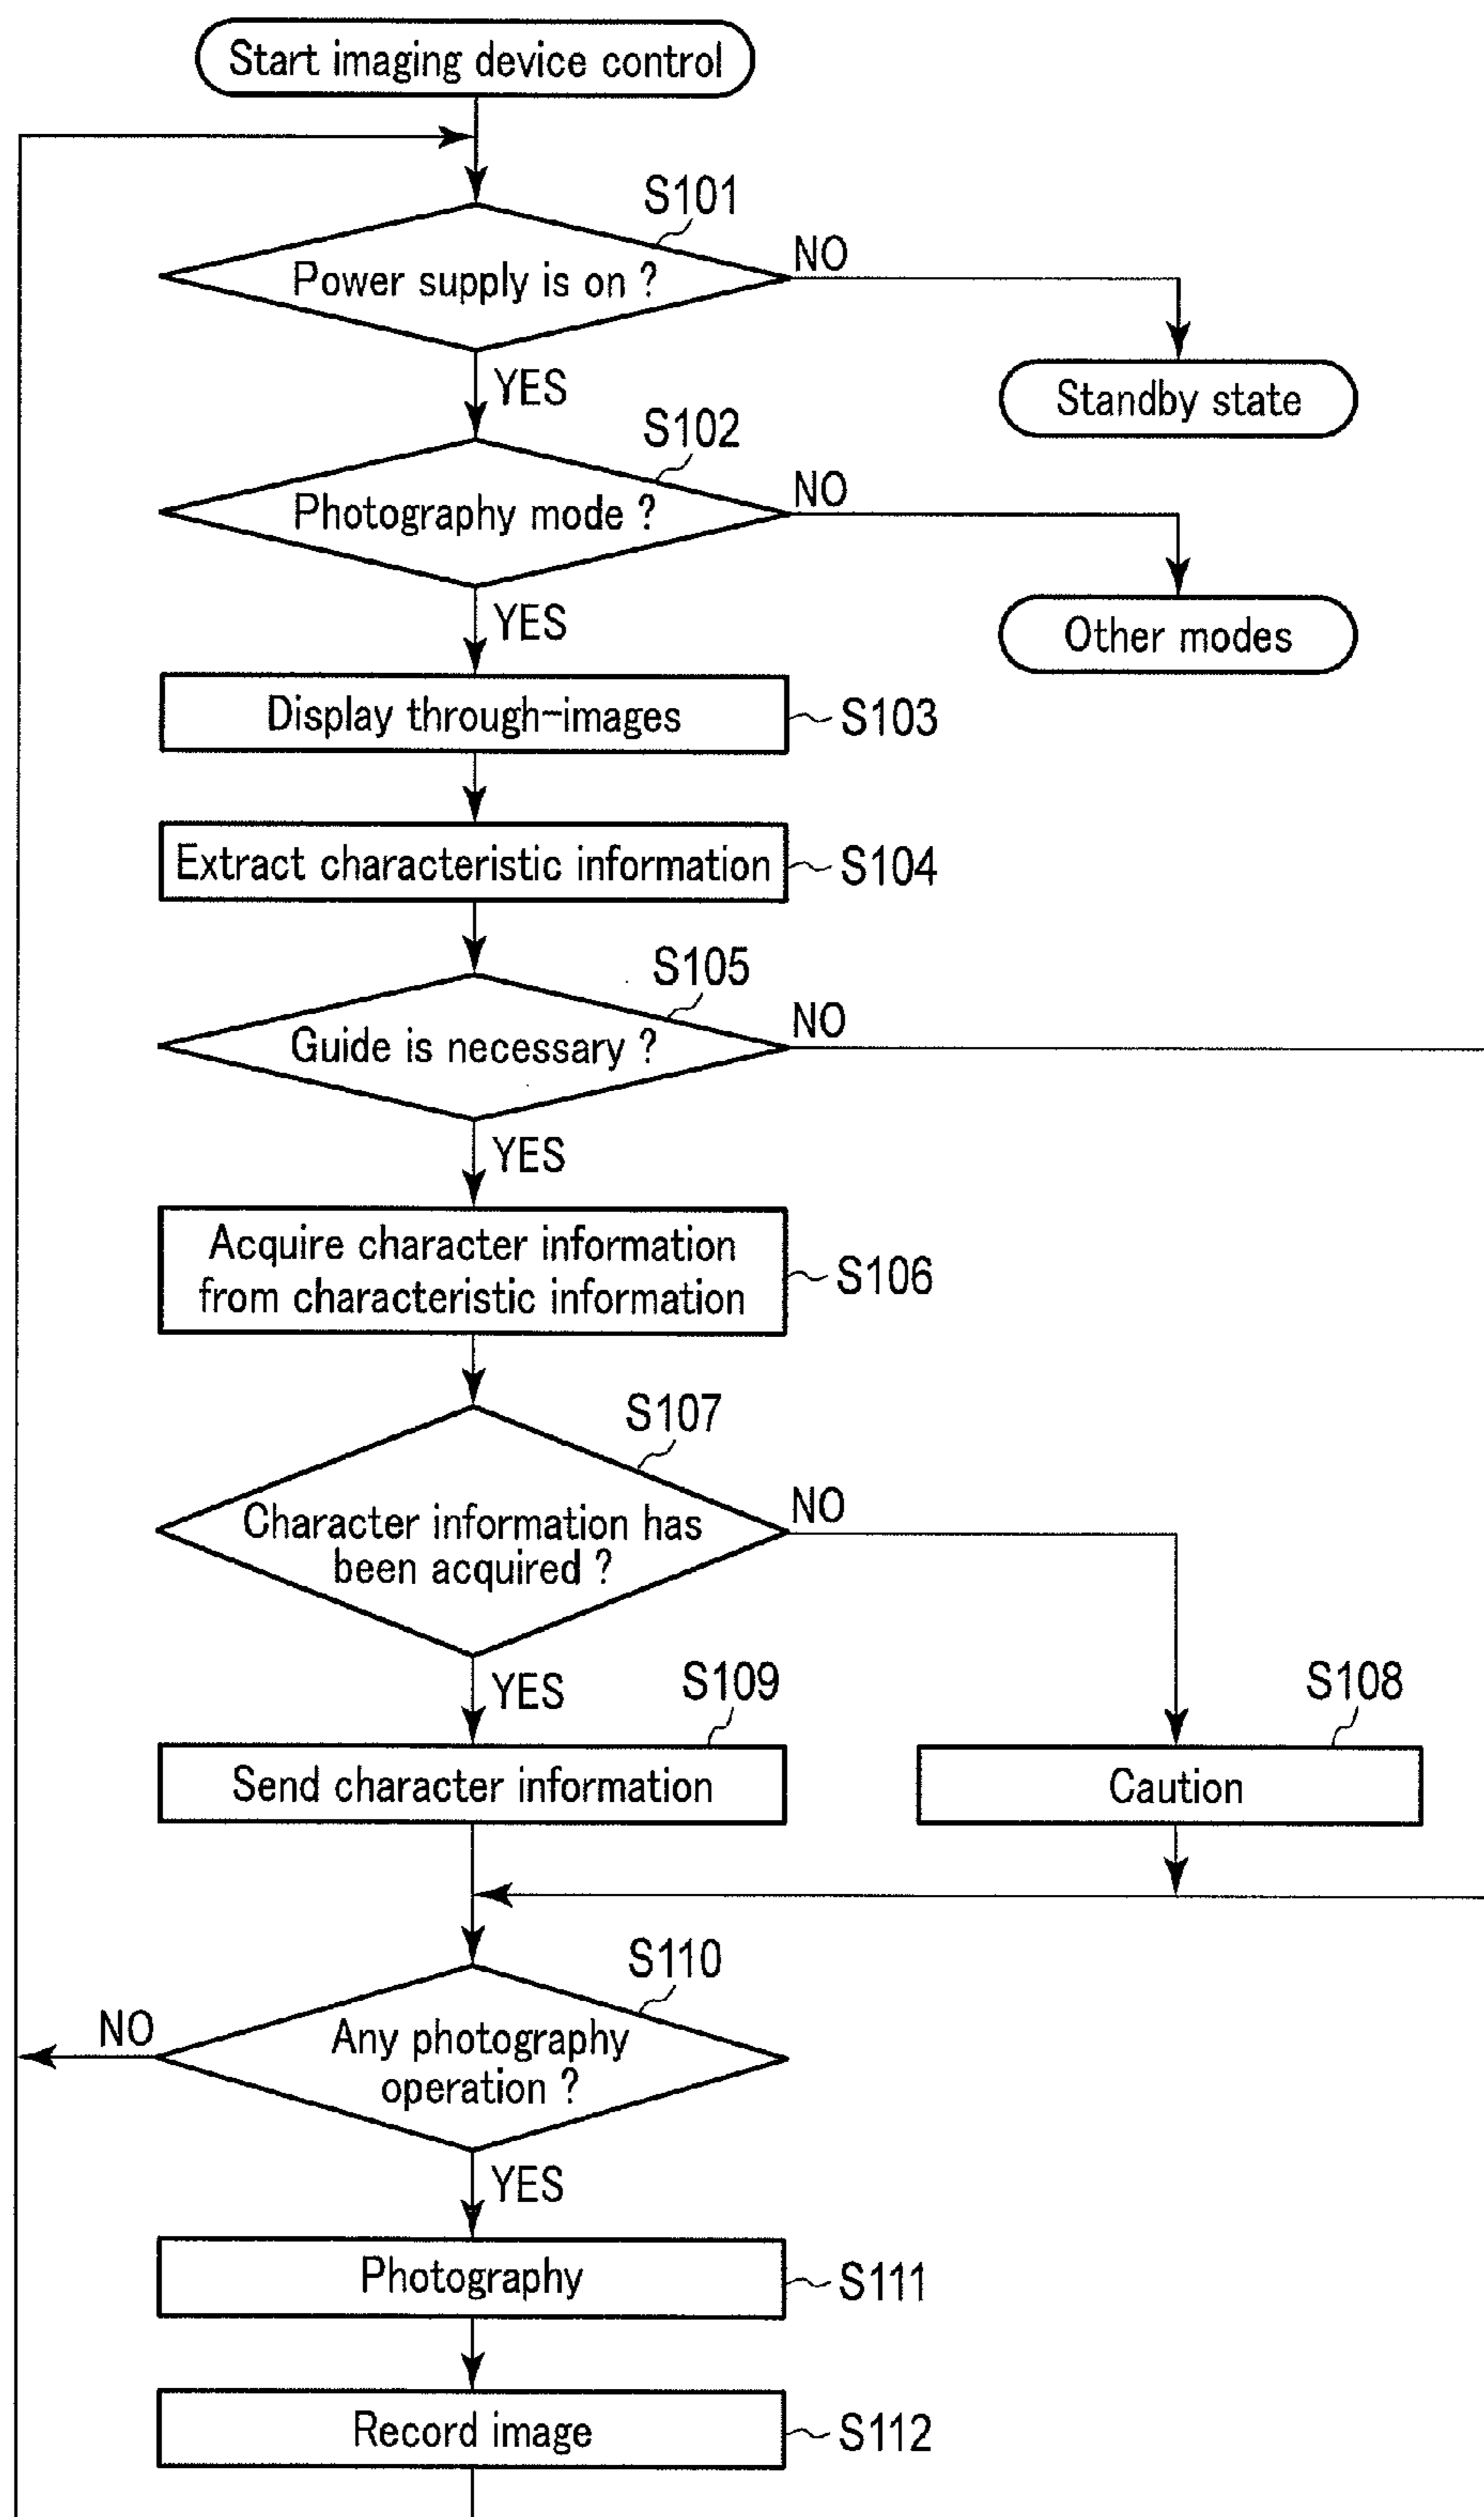 Start imaging device control
S101
Power supply is on ?
NO
YES
Standby state
S102
Photography mode ?
NO
YES
Other modes
Display through-images
S103
Extract characteristic information
S104
S105
Guide is necessary ?
NO
YES
Acquire character information
from characteristic information
S106
S107
Character information has
been acquired ?
NO
YES
S109
Send character information
S108
Caution
S110
Any photography
operation ?
NO
YES
Photography
S111
Record image
S112